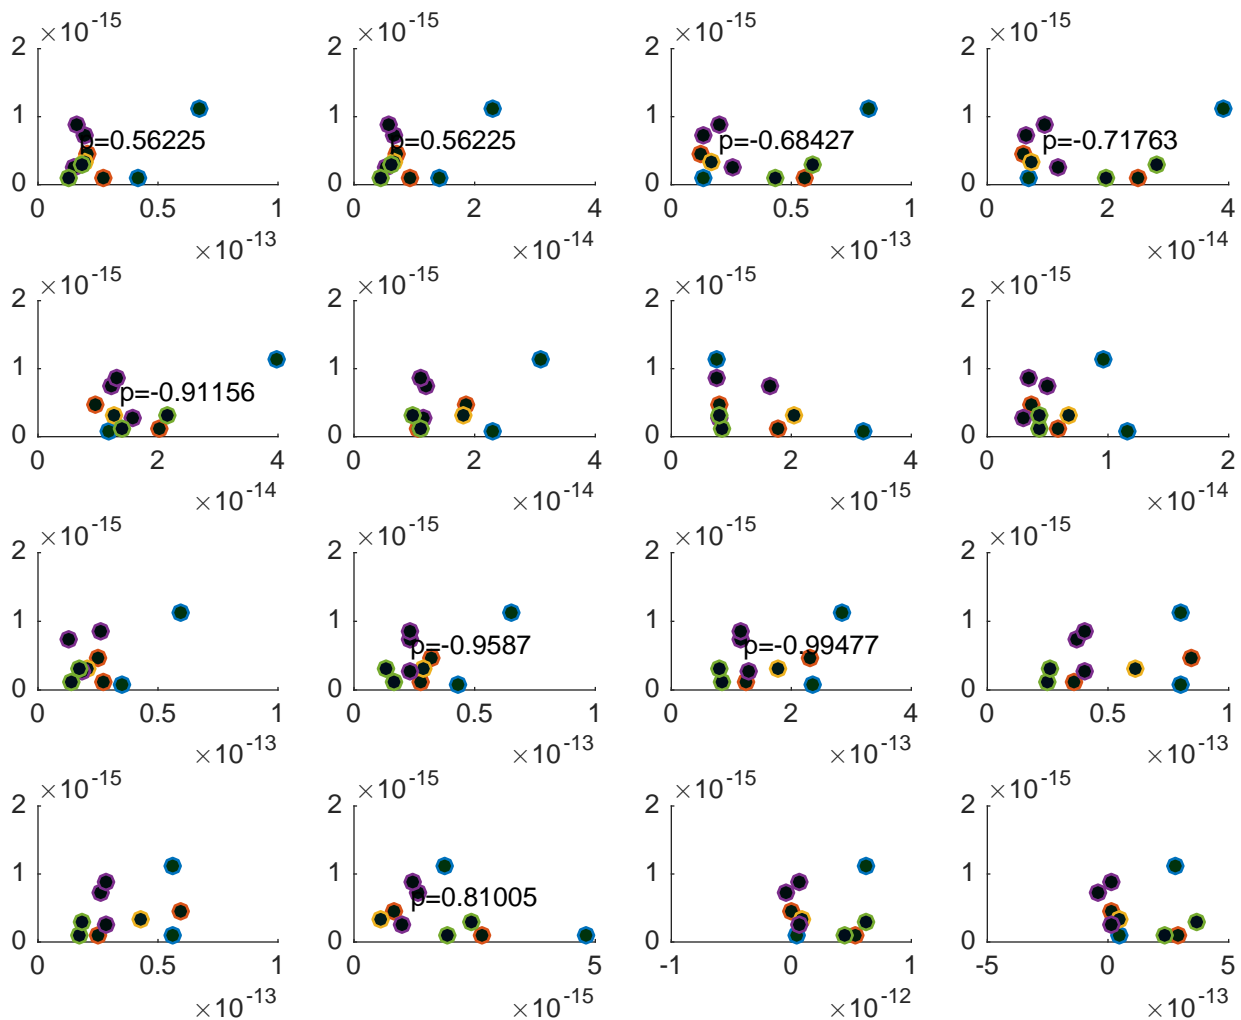 2 ×10-15 2 ×10-15 2 ×10-15 2 ×10-15
1 1 1 1
p=0.56225 p=0.56225 p=-0.68427 p=-0.71763
0 0 0 0
0 0.5 1 0 2 4 0 0.5 1 0 2 4
×10-13 ×10-14 ×10-13 ×10-14
2 ×10-15 2 ×10-15 2 ×10-15 2 ×10-15
1 1 1 1
p=-0.91156
0 0 0 0
0 2 4 0 2 4 0 2 4 0 1 2
×10-14 ×10-14 ×10-15 ×10-14
2 ×10-15 2 ×10-15 2 ×10-15 2 ×10-15
1 1 1 1
p=-0.9587 p=-0.99477
0 0 0 0
0 0.5 1 0 0.5 1 0 2 4 0 0.5 1
×10-13 ×10-13 ×10-13 ×10-13
2 ×10-15 2 ×10-15 2 ×10-15 2 ×10-15
1 1 1 1
p=0.81005
0 0 0 0
0 0.5 1 0 5 -1 0 1 -5 0 5
×10-13 ×10-15 ×10-12 ×10-13